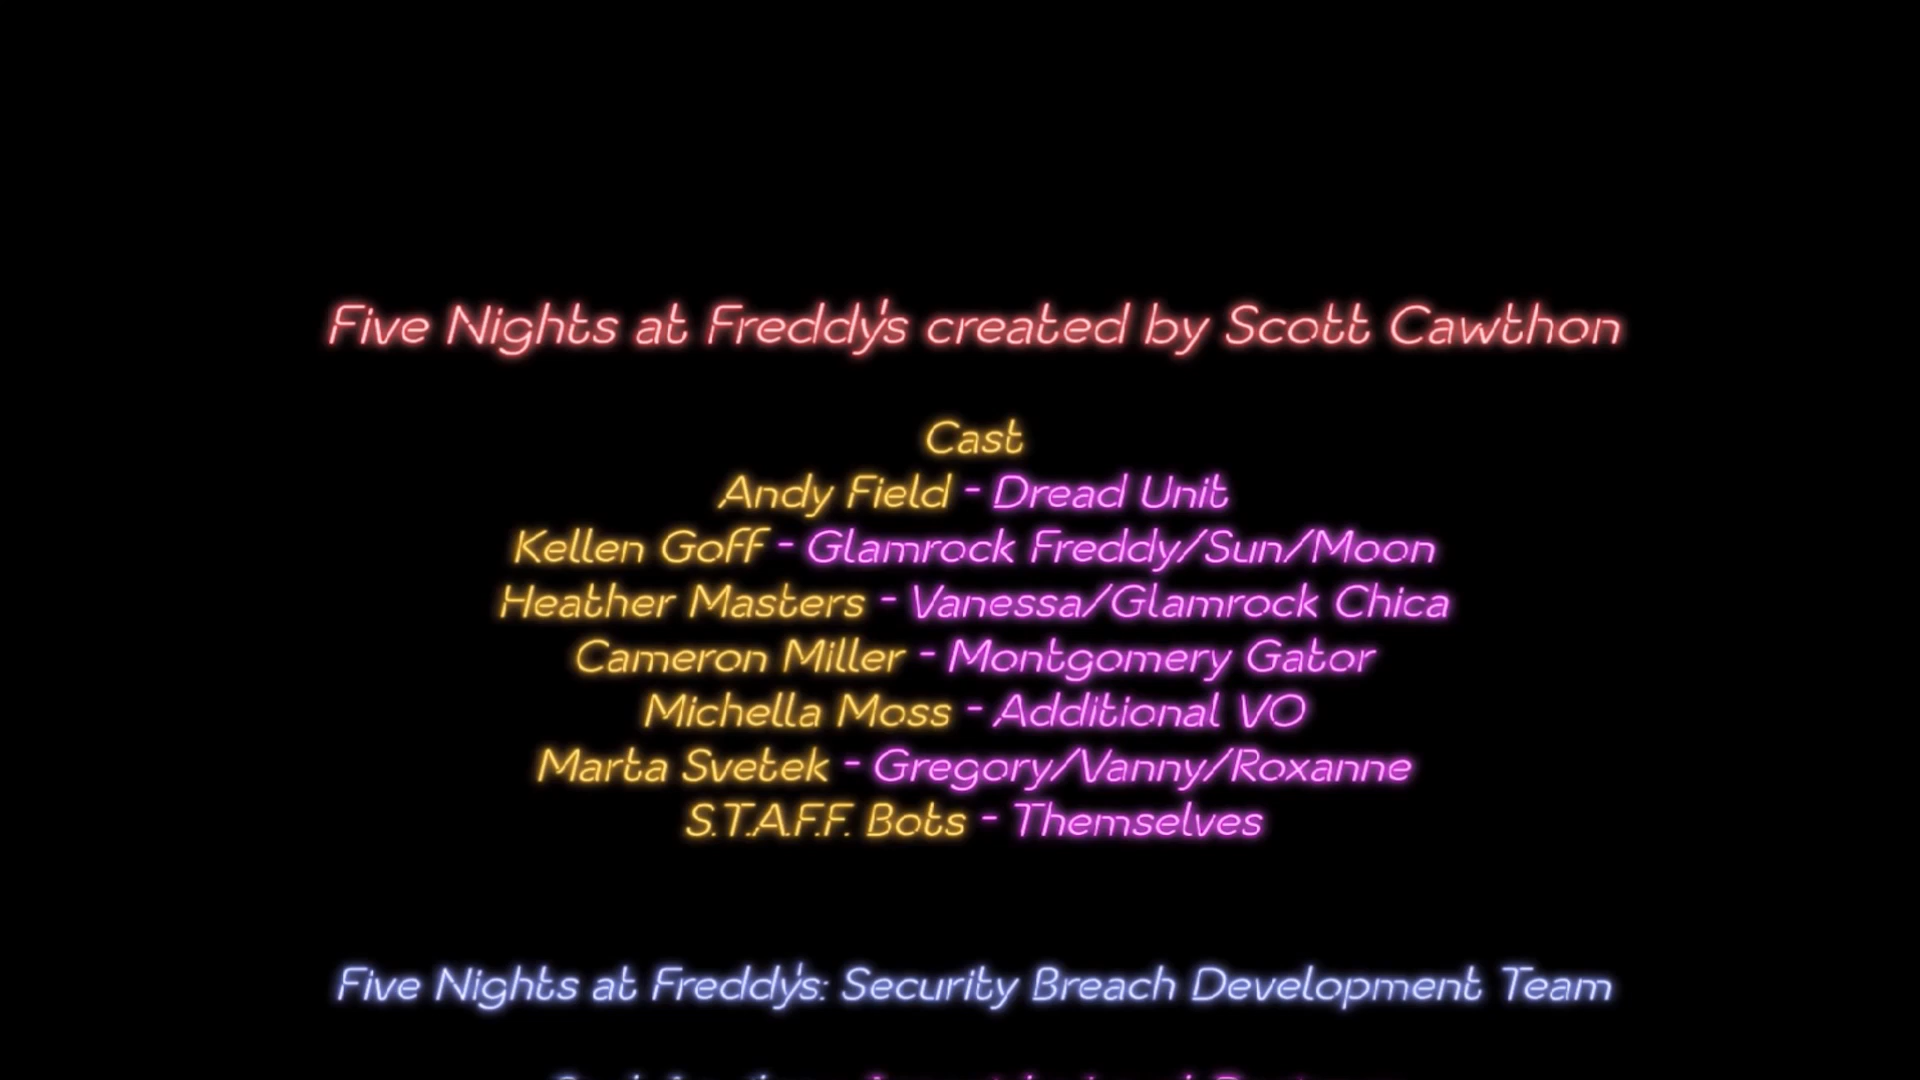 Five Nights at Freddy's created by Scott Cawthon
Cast
Andy Field - Dread Unit
Kellen Goff - Glamrock Freddy/Sun/Moon
Heather Masters - Vanessa/Glamrock Chica
Cameron Miller - Montgomery Gator
Michella Moss - Additional VO
Marta Svetek - Gregory/Vanny/Roxanne
S.T.A.F.F. Bots - Themselves
Five Nights at Freddy's: Security Breach Development Team